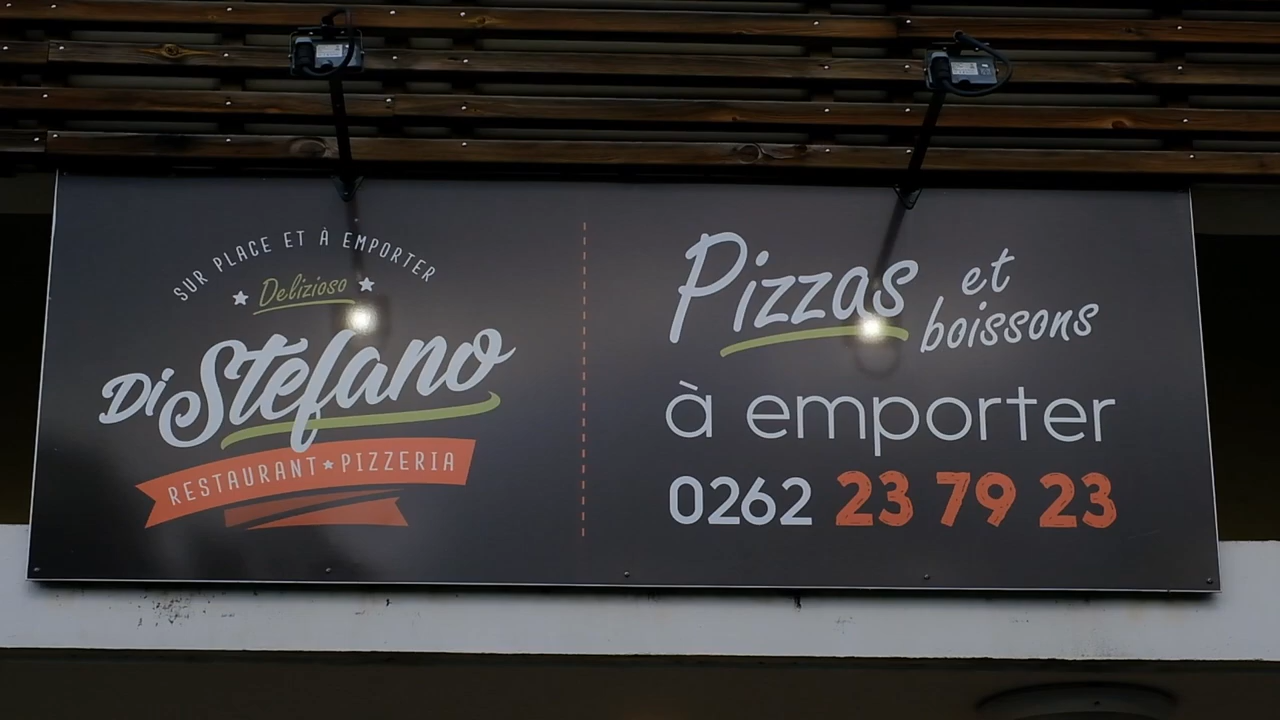 SUR PLACE ET À EMPORTER
Delizioso
Di Stefano
RESTAURANT★PIZZERIA
Pizzas et
boissons
à emporter
0262 23 79 23